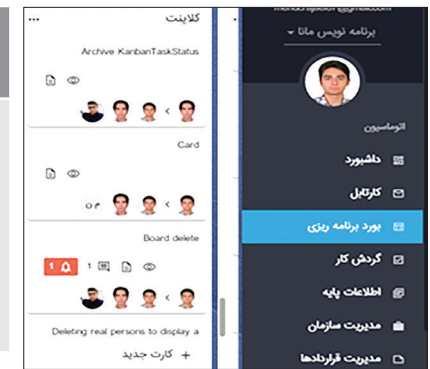 برنامه نویس مانا
اتوماسیون
داشبورد
کارتابل
بورد برنامه ریزی
گردش کار
اطلاعات پایه
مدیریت سازمان
مدیریت قراردادها
کلاینت
Archive KanbanTaskStatus
Card
م ن
Board delete
1 1
Deleting real persons to display a
+ کارت جدید